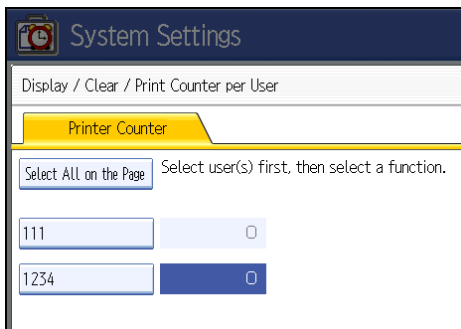 System Settings
Display / Clear / Print Counter per User
Printer Counter
Select All on the Page Select user(s) first, then select a function.
111 0
1234 0